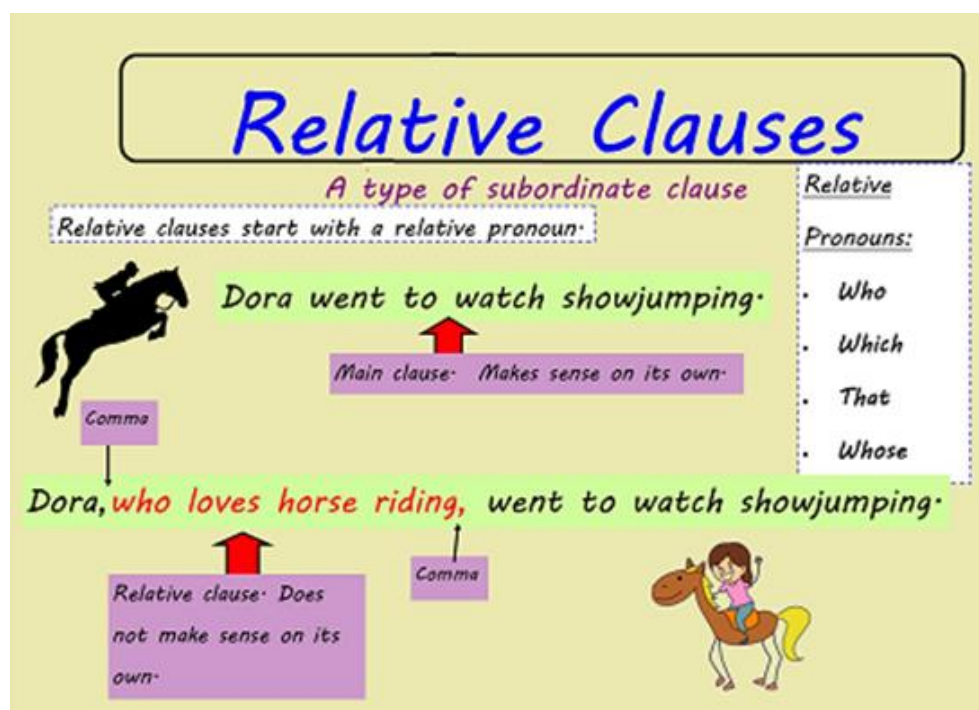 Relative Clauses
A type of subordinate clause
Relative clauses start with a relative pronoun.
Relative
Pronouns:
• Who
• Which
• That
• Whose
Dora went to watch showjumping.
Main clause. Makes sense on its own.
Comma
Dora, who loves horse riding, went to watch showjumping.
Comma
Relative clause. Does
not make sense on its
own.